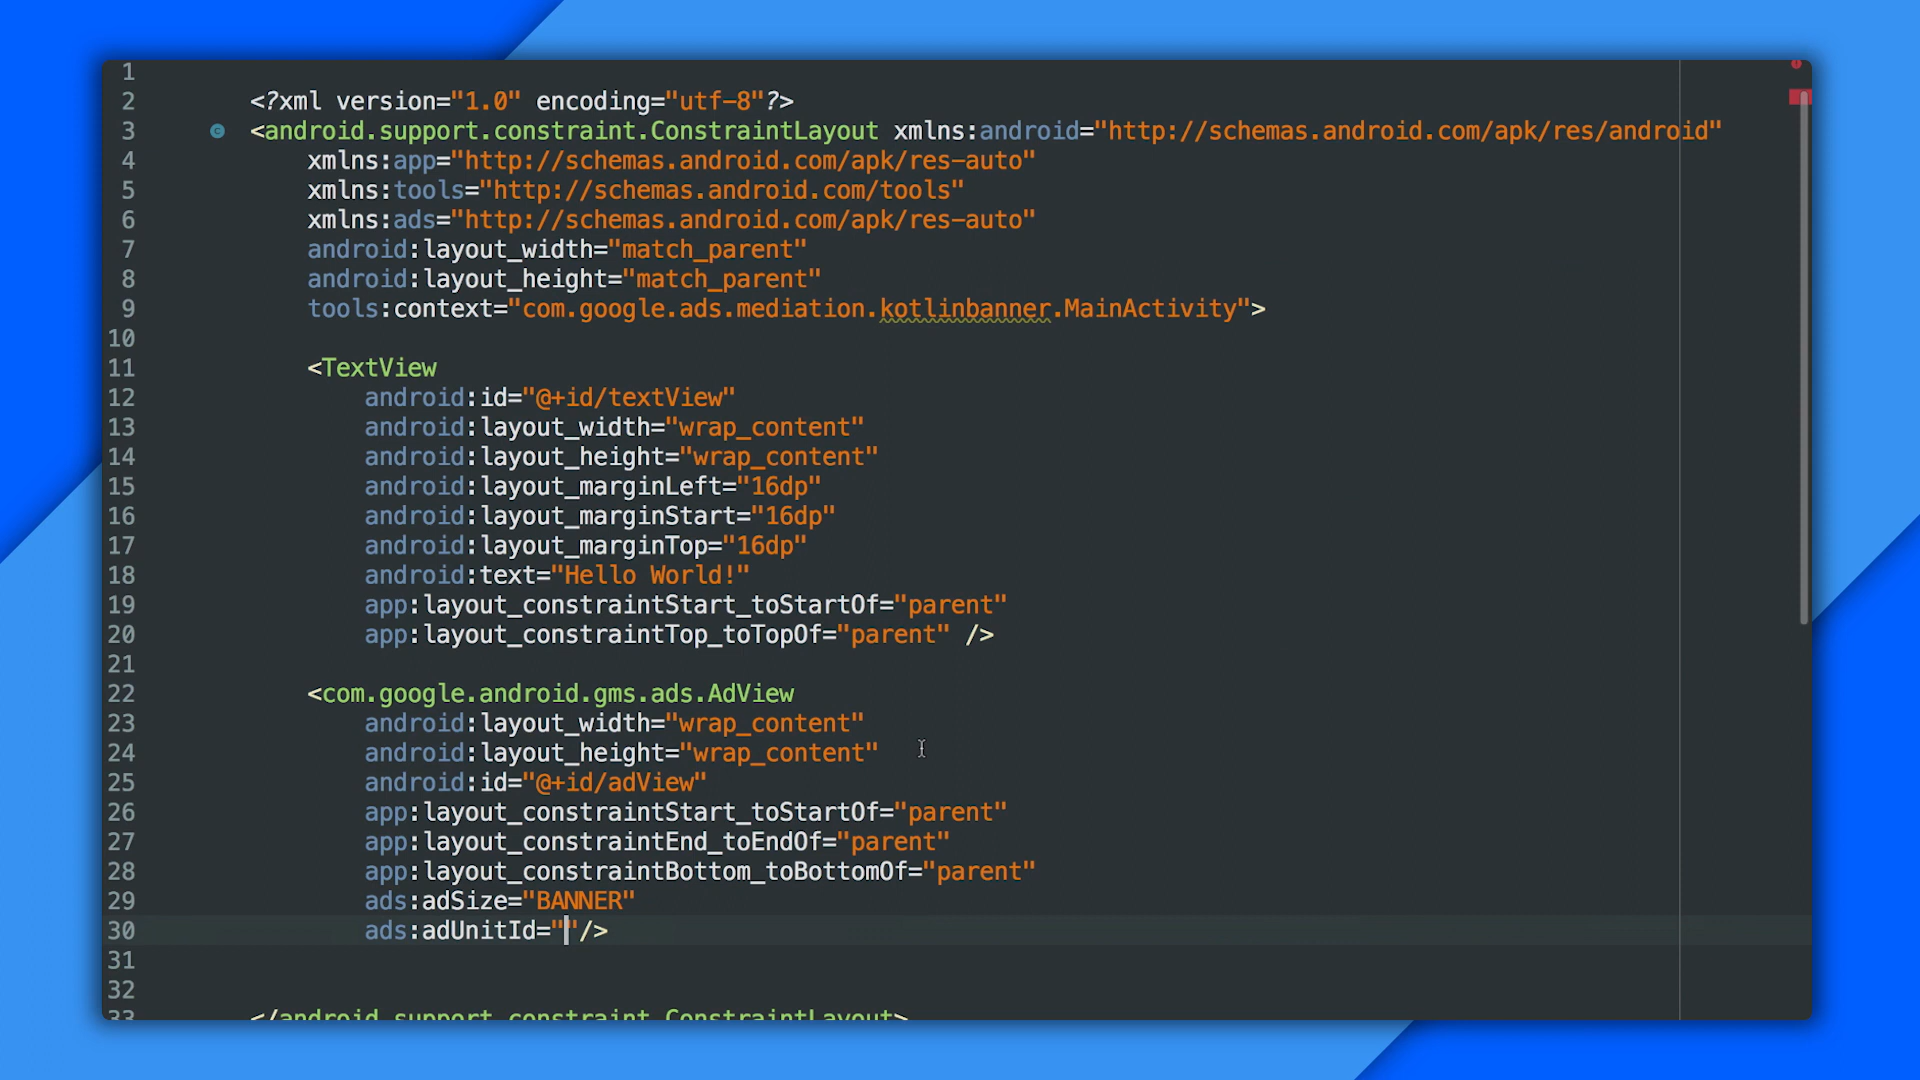 1
2 <?xml version="1.0" encoding="utf-8"?>
3 <android.support.constraint.ConstraintLayout xmlns:android="http://schemas.android.com/apk/res/android"
4 xmlns:app="http://schemas.android.com/apk/res-auto"
5 xmlns:tools="http://schemas.android.com/tools"
6 xmlns:ads="http://schemas.android.com/apk/res-auto"
7 android:layout_width="match_parent"
8 android:layout_height="match_parent"
9 tools:context="com.google.ads.mediation.kotlinbanner.MainActivity">
10
11 <TextView
12 android:id="@+id/textView"
13 android:layout_width="wrap_content"
14 android:layout_height="wrap_content"
15 android:layout_marginLeft="16dp"
16 android:layout_marginStart="16dp"
17 android:layout_marginTop="16dp"
18 android:text="Hello World!"
19 app:layout_constraintStart_toStartOf="parent"
20 app:layout_constraintTop_toTopOf="parent" />
21
22 <com.google.android.gms.ads.AdView
23 android:layout_width="wrap_content"
24 android:layout_height="wrap_content"
25 android:id="@+id/adView"
26 app:layout_constraintStart_toStartOf="parent"
27 app:layout_constraintEnd_toEndOf="parent"
28 app:layout_constraintBottom_toBottomOf="parent"
29 ads:adSize="BANNER"
30 ads:adUnitId=""/>
31
32
33 </android.support.constraint.ConstraintLayout>